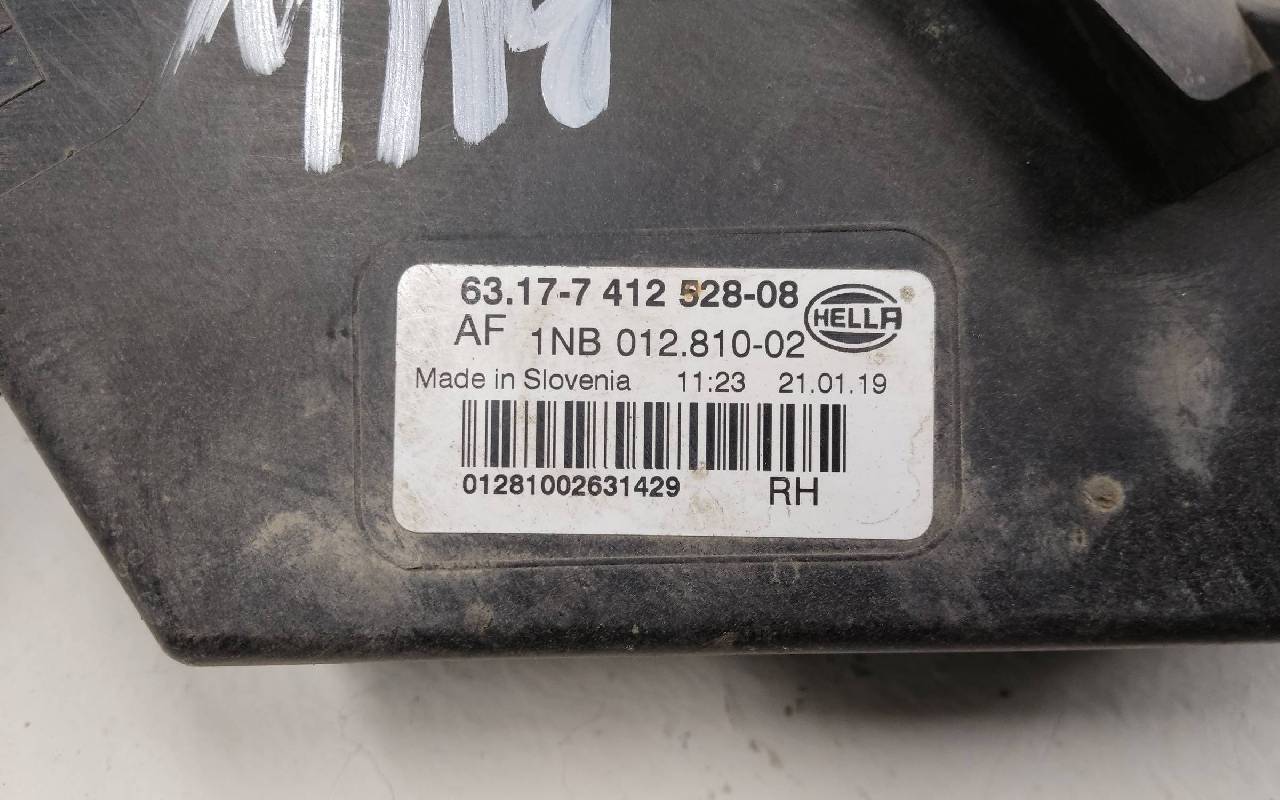 63.17-7 412 528-08
AF 1NB 012.810-02
HELLA
Made in Slovenia 11:23 21.01.19
01281002631429 RH